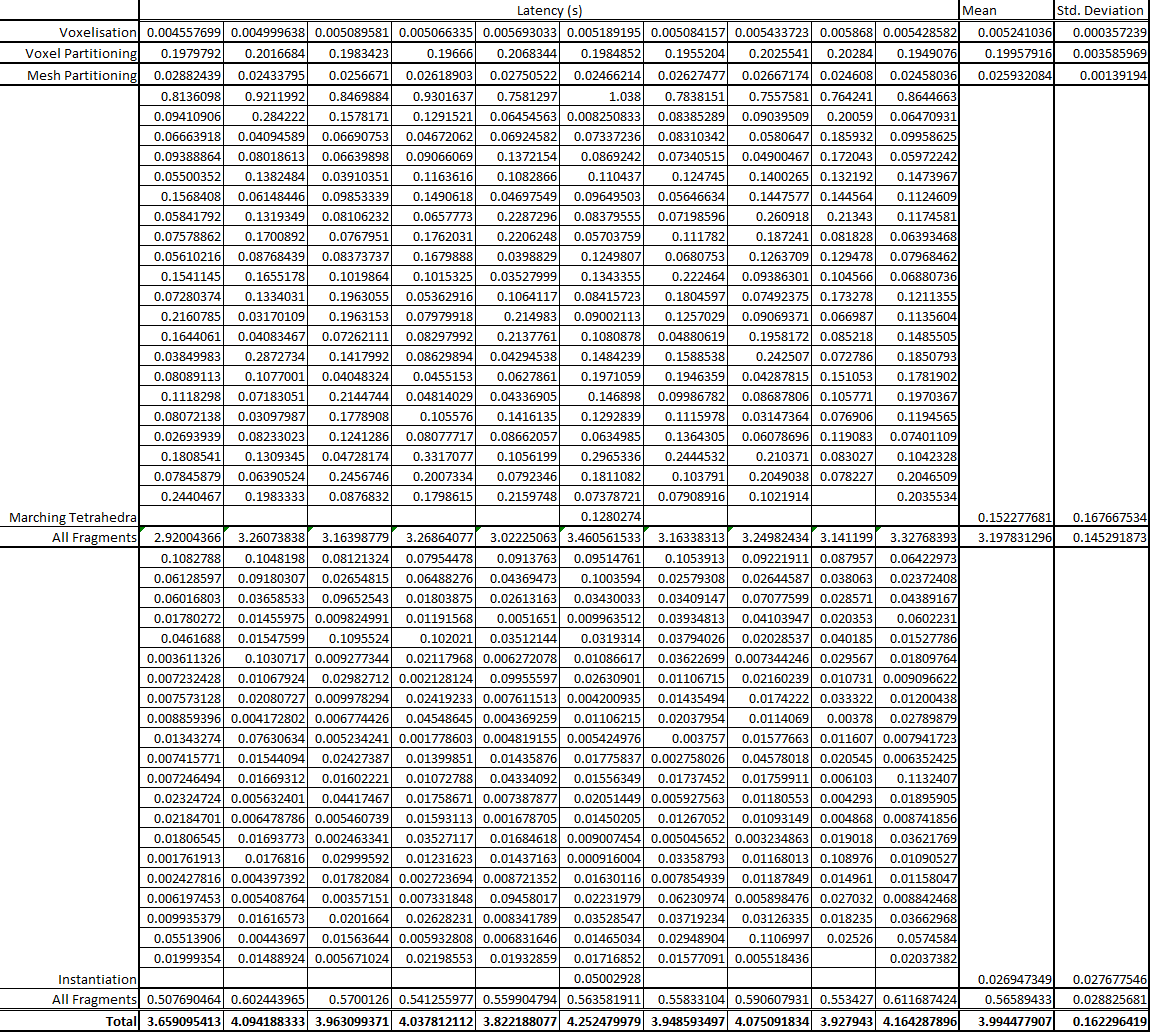 Latency (s) Mean Std. Deviation
Voxelisation 0.004557699 0.004999638 0.005089581 0.005066335 0.005693033 0.005189195 0.005084157 0.005433723 0.005868 0.005428582 0.005241036 0.000357239
Voxel Partitioning 0.1979792 0.2016684 0.1983423 0.19666 0.2068344 0.1984852 0.1955204 0.2025541 0.20284 0.1949076 0.19957916 0.003585969
Mesh Partitioning 0.02882439 0.02433795 0.0256671 0.02618903 0.02750522 0.02466214 0.02627477 0.02667174 0.024608 0.02458036 0.025932084 0.00139194
0.8136098 0.9211992 0.8469884 0.9301637 0.7581297 1.038 0.7838151 0.7557581 0.764241 0.8644663
0.09410906 0.284222 0.1578171 0.1291521 0.06454563 0.008250833 0.08385289 0.09039509 0.20059 0.06470931
0.06663918 0.04094589 0.06690753 0.04672062 0.06924582 0.07337236 0.08310342 0.0580647 0.185932 0.09958625
0.09388864 0.08018613 0.06639898 0.09066069 0.1372154 0.0869242 0.07340515 0.04900467 0.172043 0.05972242
0.05500352 0.1382484 0.03910351 0.1163616 0.1082866 0.110437 0.124745 0.1400265 0.132192 0.1473967
0.1568408 0.06148446 0.09853339 0.1490618 0.04697549 0.09649503 0.05646634 0.1447577 0.144564 0.1124609
0.05841792 0.1319349 0.08106232 0.0657773 0.2287296 0.08379555 0.07198596 0.260918 0.21343 0.1174581
0.07578862 0.1700892 0.0767951 0.1762031 0.2206248 0.05703759 0.111782 0.187241 0.081828 0.06393468
0.05610216 0.08768439 0.08373737 0.1679888 0.0398829 0.1249807 0.0680753 0.1263709 0.129478 0.07968462
0.1541145 0.1655178 0.1019864 0.1015325 0.03527999 0.1343355 0.222464 0.09386301 0.104566 0.06880736
0.07280374 0.1334031 0.1963055 0.05362916 0.1064117 0.08415723 0.1804597 0.07492375 0.173278 0.1211355
0.2160785 0.03170109 0.1963153 0.07979918 0.214983 0.09002113 0.1257029 0.09069371 0.066987 0.1135604
0.1644061 0.04083467 0.07262111 0.08297992 0.2137761 0.1080878 0.04880619 0.1958172 0.085218 0.1485505
0.03849983 0.2872734 0.1417992 0.08629894 0.04294538 0.1484239 0.1588538 0.242507 0.072786 0.1850793
0.08089113 0.1077001 0.04048324 0.0455153 0.0627861 0.1971059 0.1946359 0.04287815 0.151053 0.1781902
0.1118298 0.07183051 0.2144744 0.04814029 0.04336905 0.146898 0.09986782 0.08687806 0.105771 0.1970367
0.08072138 0.03097987 0.1778908 0.105576 0.1416135 0.1292839 0.1115978 0.03147364 0.076906 0.1194565
0.02693939 0.08233023 0.1241286 0.08077717 0.08662057 0.0634985 0.1364305 0.06078696 0.119083 0.07401109
0.1808541 0.1309345 0.04728174 0.3317077 0.1056199 0.2965336 0.2444532 0.210371 0.083027 0.1042328
0.07845879 0.06390524 0.2456746 0.2007334 0.0792346 0.1811082 0.103791 0.2049038 0.078227 0.2046509
0.2440467 0.1983333 0.0876832 0.1798615 0.2159748 0.07378721 0.07908916 0.1021914 0.2035534
Marching Tetrahedra 0.1280274 0.152277681 0.167667534
All Fragments 2.92004366 3.26073838 3.16398779 3.26864077 3.02225063 3.460561533 3.16338313 3.24982434 3.141199 3.32768393 3.197831296 0.145291873
0.1082788 0.1048198 0.08121324 0.07954478 0.0913763 0.09514761 0.1053913 0.09221911 0.087957 0.06422973
0.06128597 0.09180307 0.02654815 0.06488276 0.04369473 0.1003594 0.02579308 0.02644587 0.038063 0.02372408
0.06016803 0.03658533 0.09652543 0.01803875 0.02613163 0.03430033 0.03409147 0.07077599 0.028571 0.04389167
0.01780272 0.01455975 0.009824991 0.01191568 0.0051651 0.009963512 0.03934813 0.04103947 0.020353 0.0602231
0.0461688 0.01547599 0.1095524 0.102021 0.03512144 0.0319314 0.03794026 0.02028537 0.040185 0.01527786
0.003611326 0.1030717 0.009277344 0.02117968 0.006272078 0.01086617 0.03622699 0.007344246 0.029567 0.01809764
0.007232428 0.01067924 0.02982712 0.002128124 0.09955597 0.02630901 0.01106715 0.02160239 0.010731 0.009096622
0.007573128 0.02080727 0.009978294 0.02419233 0.007611513 0.004200935 0.01435494 0.0174222 0.033322 0.01200438
0.008859396 0.004172802 0.006774426 0.04548645 0.004369259 0.01106215 0.02037954 0.0114069 0.00378 0.02789879
0.01343274 0.07630634 0.005234241 0.001778603 0.004819155 0.005424976 0.003757 0.01577663 0.011607 0.007941723
0.007415771 0.01544094 0.02427387 0.01399851 0.01435876 0.01775837 0.002758026 0.04578018 0.020545 0.006352425
0.007246494 0.01669312 0.01602221 0.01072788 0.04334092 0.01556349 0.01737452 0.01759911 0.006103 0.1132407
0.02324724 0.005632401 0.04417467 0.01758671 0.007387877 0.02051449 0.005927563 0.01180553 0.004293 0.01895905
0.02184701 0.006478786 0.005460739 0.01593113 0.001678705 0.01450205 0.01267052 0.01093149 0.004868 0.008741856
0.01806545 0.01693773 0.002463341 0.03527117 0.01684618 0.009007454 0.005045652 0.003234863 0.019018 0.03621769
0.001761913 0.0176816 0.02999592 0.01231623 0.01437163 0.000916004 0.03358793 0.01168013 0.108976 0.01090527
0.002427816 0.004397392 0.01782084 0.002723694 0.008721352 0.01630116 0.007854939 0.01187849 0.014961 0.01158047
0.006197453 0.005408764 0.00357151 0.007331848 0.09458017 0.02231979 0.06230974 0.005898476 0.027032 0.008842468
0.009935379 0.01616573 0.0201664 0.02628231 0.008341789 0.03528547 0.03719234 0.03126335 0.018235 0.03662968
0.05513906 0.00443697 0.01563644 0.005932808 0.006831646 0.01465034 0.02948904 0.1106997 0.02526 0.0574584
0.01999354 0.01488924 0.005671024 0.02198553 0.01932859 0.01716852 0.01577091 0.005518436 0.02037382
Instantiation 0.05002928 0.026947349 0.027677546
All Fragments 0.507690464 0.602443965 0.5700126 0.541255977 0.559904794 0.563581911 0.55833104 0.590607931 0.553427 0.611687424 0.56589433 0.028825681
Total 3.659095413 4.094188333 3.963099371 4.037812112 3.822188077 4.252479979 3.948593497 4.075091834 3.927943 4.164287896 3.994477907 0.162296419